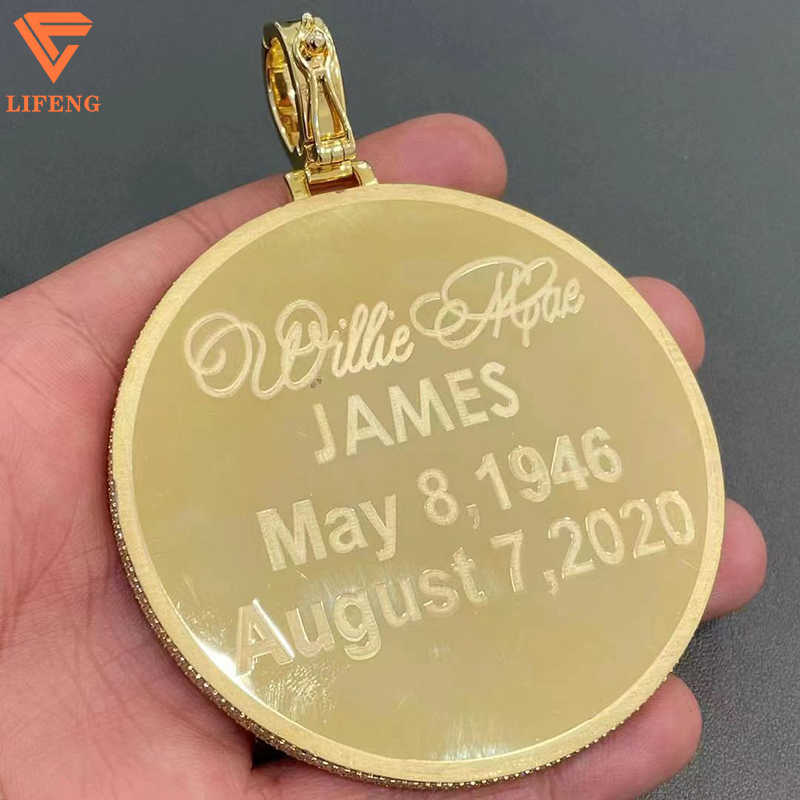 LIFENG
Willie Mae
JAMES
May 8,1946
August 7,2020